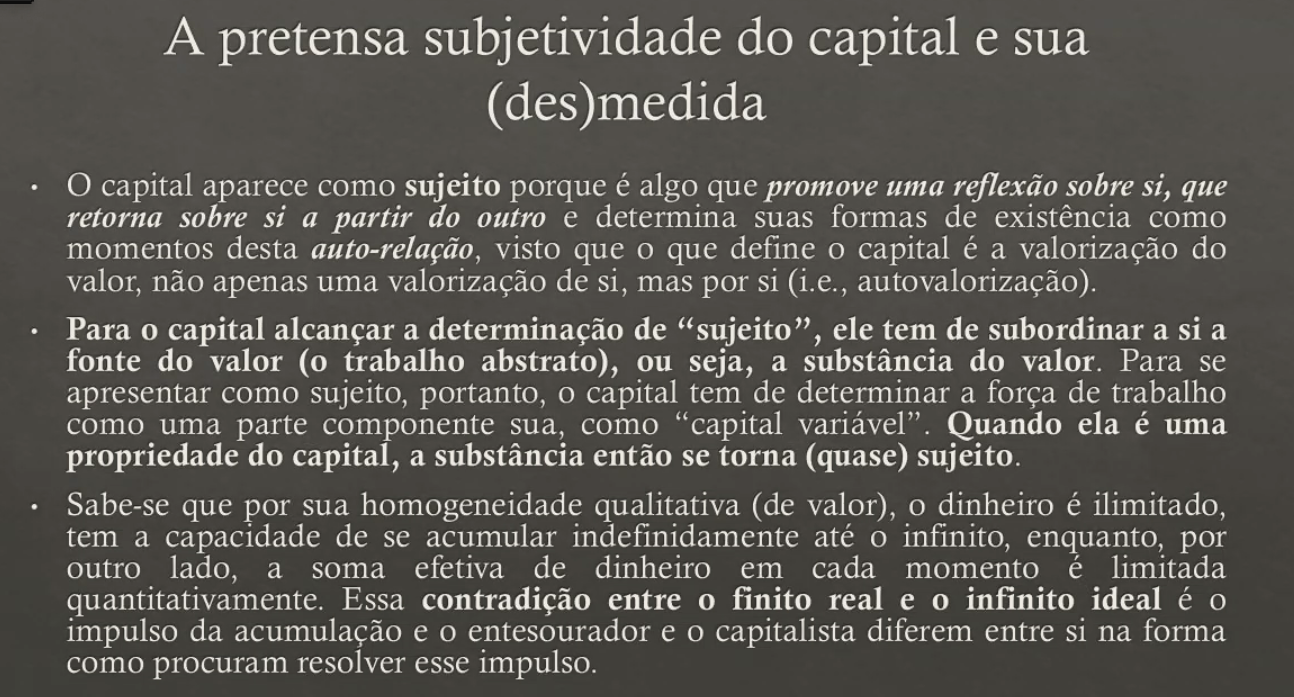 A pretensa subjetividade do capital e sua
(des)medida
• O capital aparece como sujeito porque é algo que promove uma reflexão sobre si, que
retorna sobre si a partir do outro e determina suas formas de existência como
momentos desta auto-relação, visto que o que define o capital é a valorização do
valor, não apenas uma valorização de si, mas por si (i.e., autovalorização).
• Para o capital alcançar a determinação de “sujeito”, ele tem de subordinar a si a
fonte do valor (o trabalho abstrato), ou seja, a substância do valor. Para se
apresentar como sujeito, portanto, o capital tem de determinar a força de trabalho
como uma parte componente sua, como “capital variável”. Quando ela é uma
propriedade do capital, a substância então se torna (quase) sujeito.
• Sabe-se que por sua homogeneidade qualitativa (de valor), o dinheiro é ilimitado,
tem a capacidade de se acumular indefinidamente até o infinito, enquanto, por
outro lado, a soma efetiva de dinheiro em cada momento é limitada
quantitativamente. Essa contradição entre o finito real e o infinito ideal é o
impulso da acumulação e o entesourador e o capitalista diferem entre si na forma
como procuram resolver esse impulso.